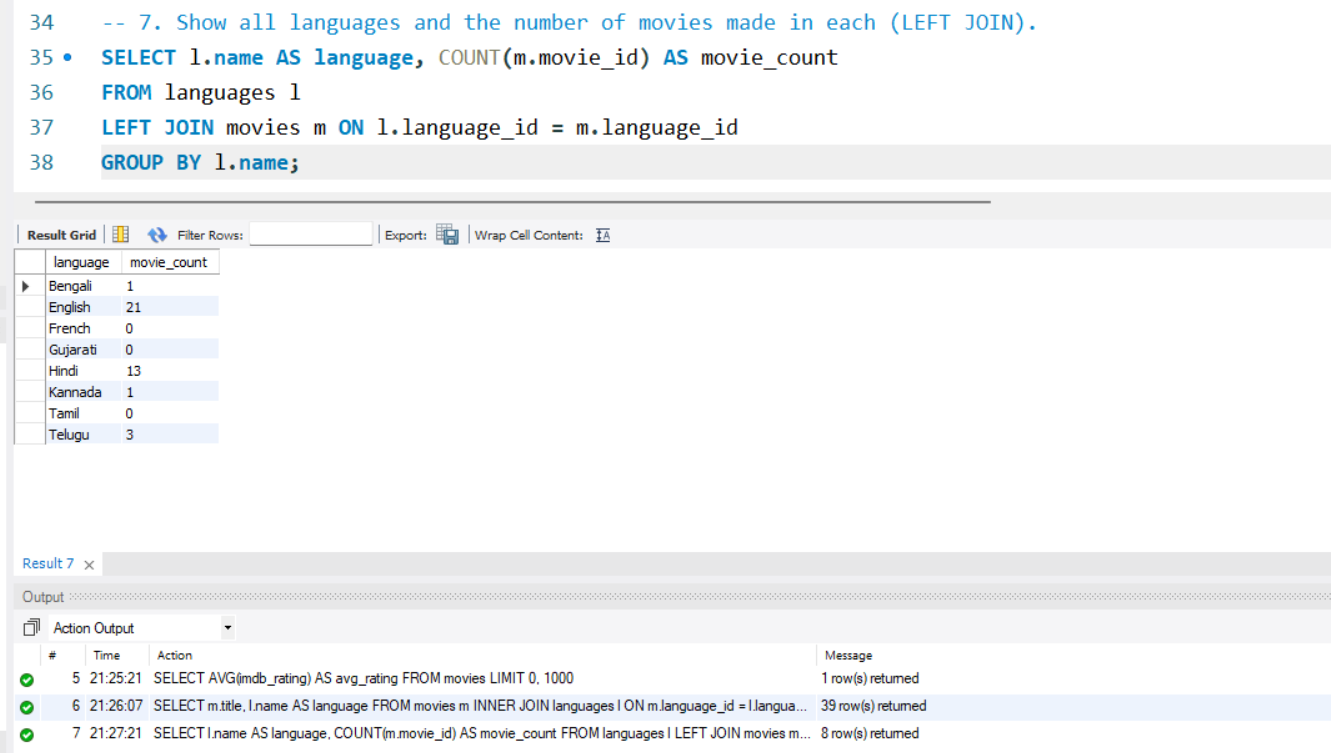 34 -- 7. Show all languages and the number of movies made in each (LEFT JOIN).
35 SELECT l.name AS language, COUNT(m.movie_id) AS movie_count
36 FROM languages l
37 LEFT JOIN movies m ON l.language_id = m.language_id
38 GROUP BY l.name;
Result Grid Filter Rows: Export: Wrap Cell Content: IA
language movie_count
Bengali 1
English 21
French 0
Gujarati 0
Hindi 13
Kannada 1
Tamil 0
Telugu 3
Result 7 ×
Output
Action Output
# Time Action Message
5 21:25:21 SELECT AVG(imdb_rating) AS avg_rating FROM movies LIMIT 0, 1000 1 row(s) returned
6 21:26:07 SELECT m.title, l.name AS language FROM movies m INNER JOIN languages l ON m.language_id = l.langua... 39 row(s) returned
7 21:27:21 SELECT l.name AS language, COUNT(m.movie_id) AS movie_count FROM languages l LEFT JOIN movies m... 8 row(s) returned